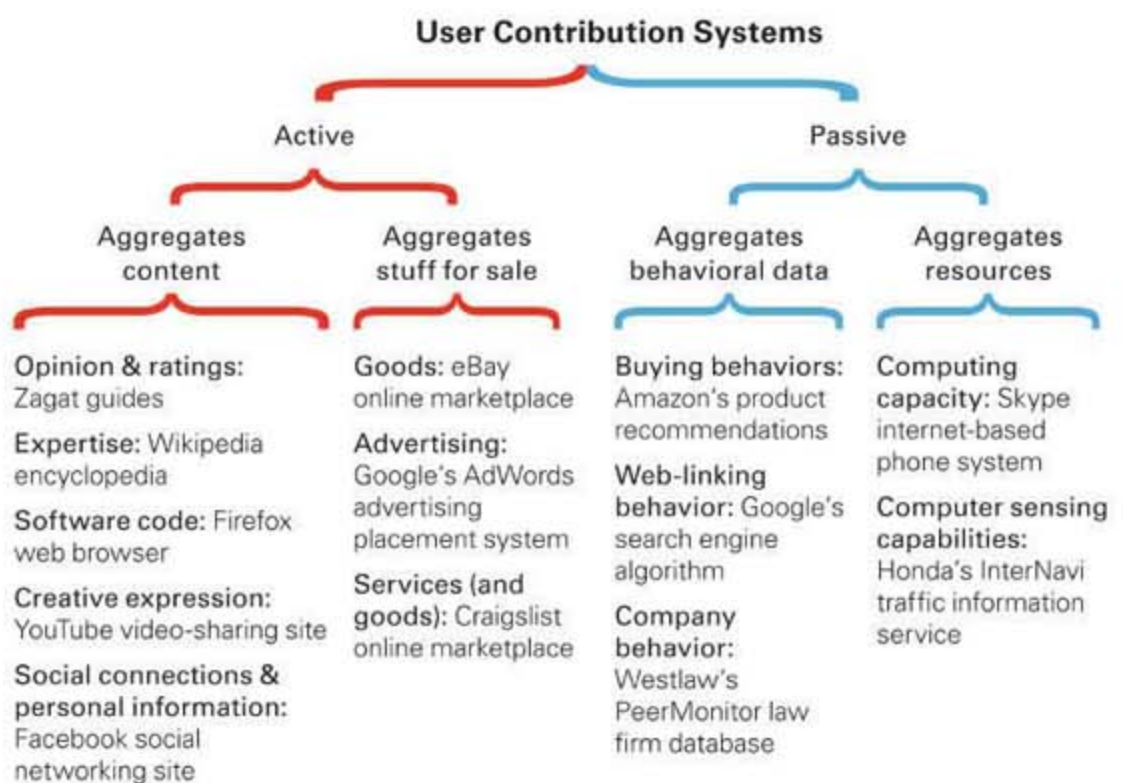 User Contribution Systems
Active
Passive
Aggregates
content
Aggregates
stuff for sale
Aggregates
behavioral data
Aggregates
resources
Opinion & ratings:
Zagat guides
Expertise: Wikipedia
encyclopedia
Software code: Firefox
web browser
Creative expression:
YouTube video-sharing site
Social connections &
personal information:
Facebook social
networking site
Goods: eBay
online marketplace
Advertising:
Google's AdWords
advertising
placement system
Services (and
goods): Craigslist
online marketplace
Buying behaviors:
Amazon's product
recommendations
Web-linking
behavior: Google's
search engine
algorithm
Company
behavior:
Westlaw's
PeerMonitor law
firm database
Computing
capacity: Skype
internet-based
phone system
Computer sensing
capabilities:
Honda's InterNavi
traffic information
service